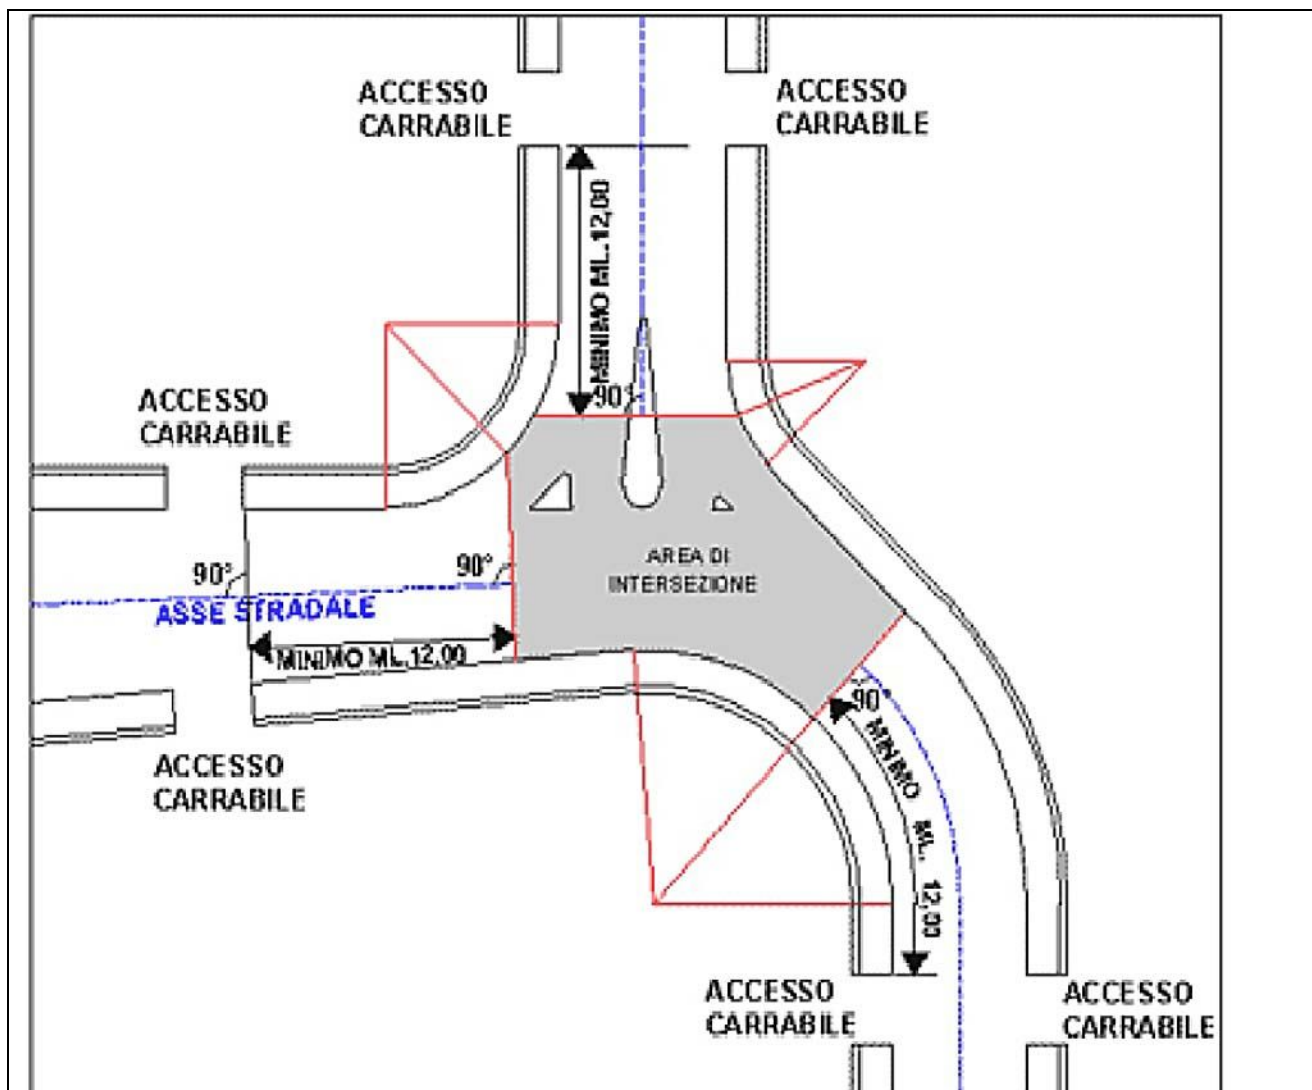 ACCESSO
CARRABILE
ACCESSO
CARRABILE
MINIMO ML.12,00
90°
ACCESSO
CARRABILE
AREA DI
INTERSEZIONE
90°
90°
ASSE STRADALE
MINIMO ML.12,00
90°
MINIMO ML. 12,00
ACCESSO
CARRABILE
ACCESSO
CARRABILE
ACCESSO
CARRABILE